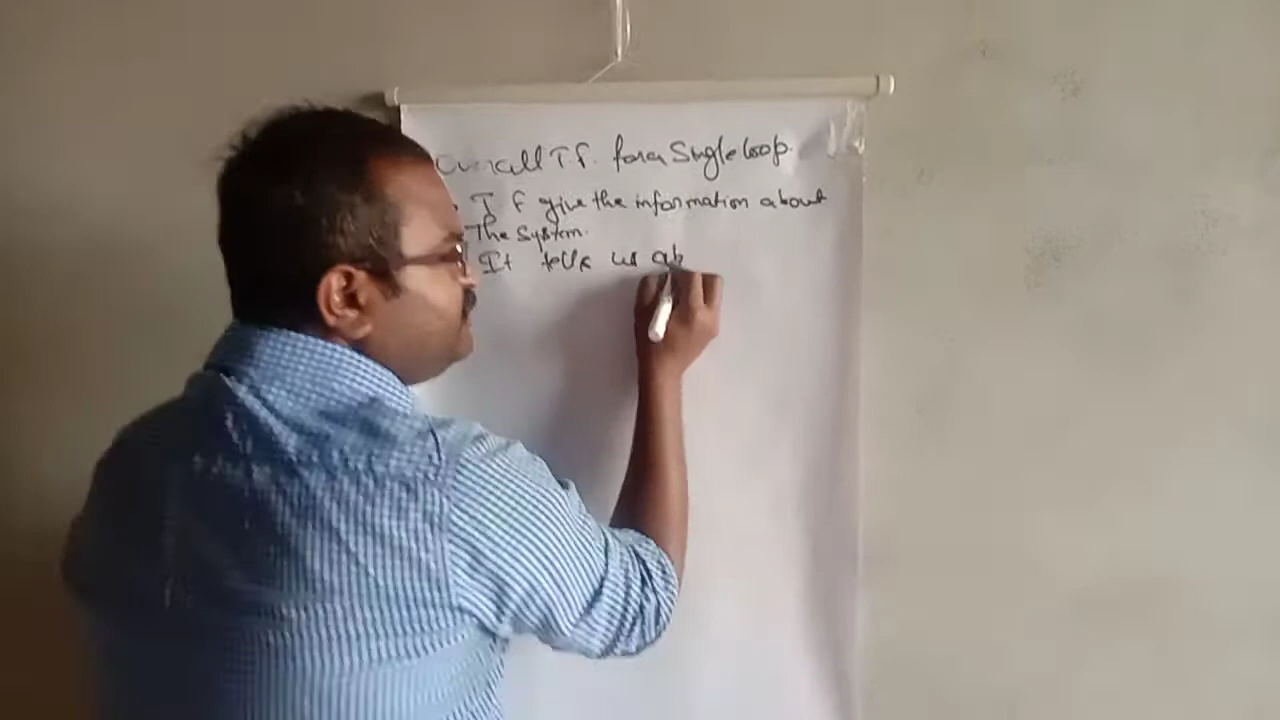 Overall T.F. for a Single loop.
T F give the information about
The System.
It tells us ab